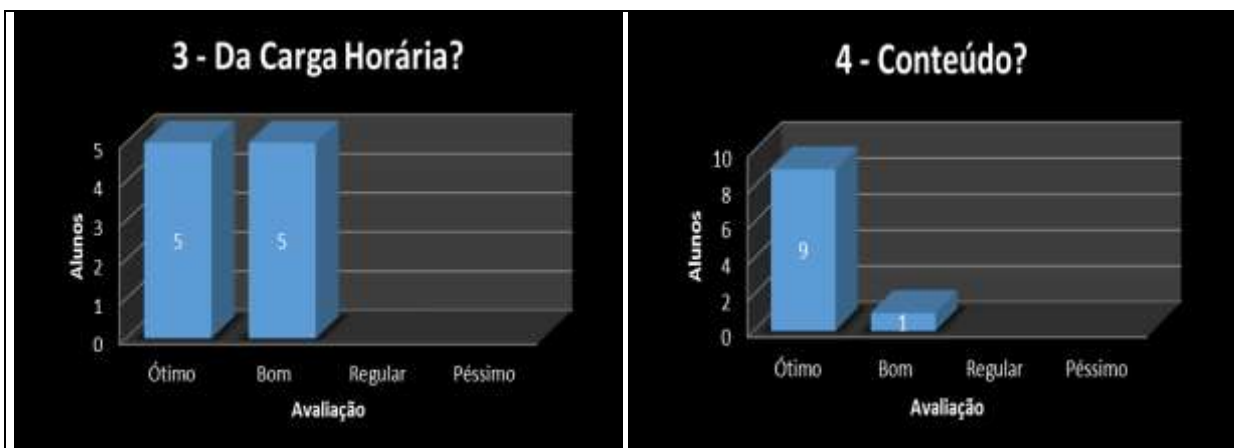 3 - Da Carga Horária?
5
4
3
2
1
0
Alunos
5
5
Ótimo Bom Regular Péssimo
Avaliação
4 - Conteúdo?
10
8
6
4
2
0
Alunos
9
1
Ótimo Bom Regular Péssimo
Avaliação